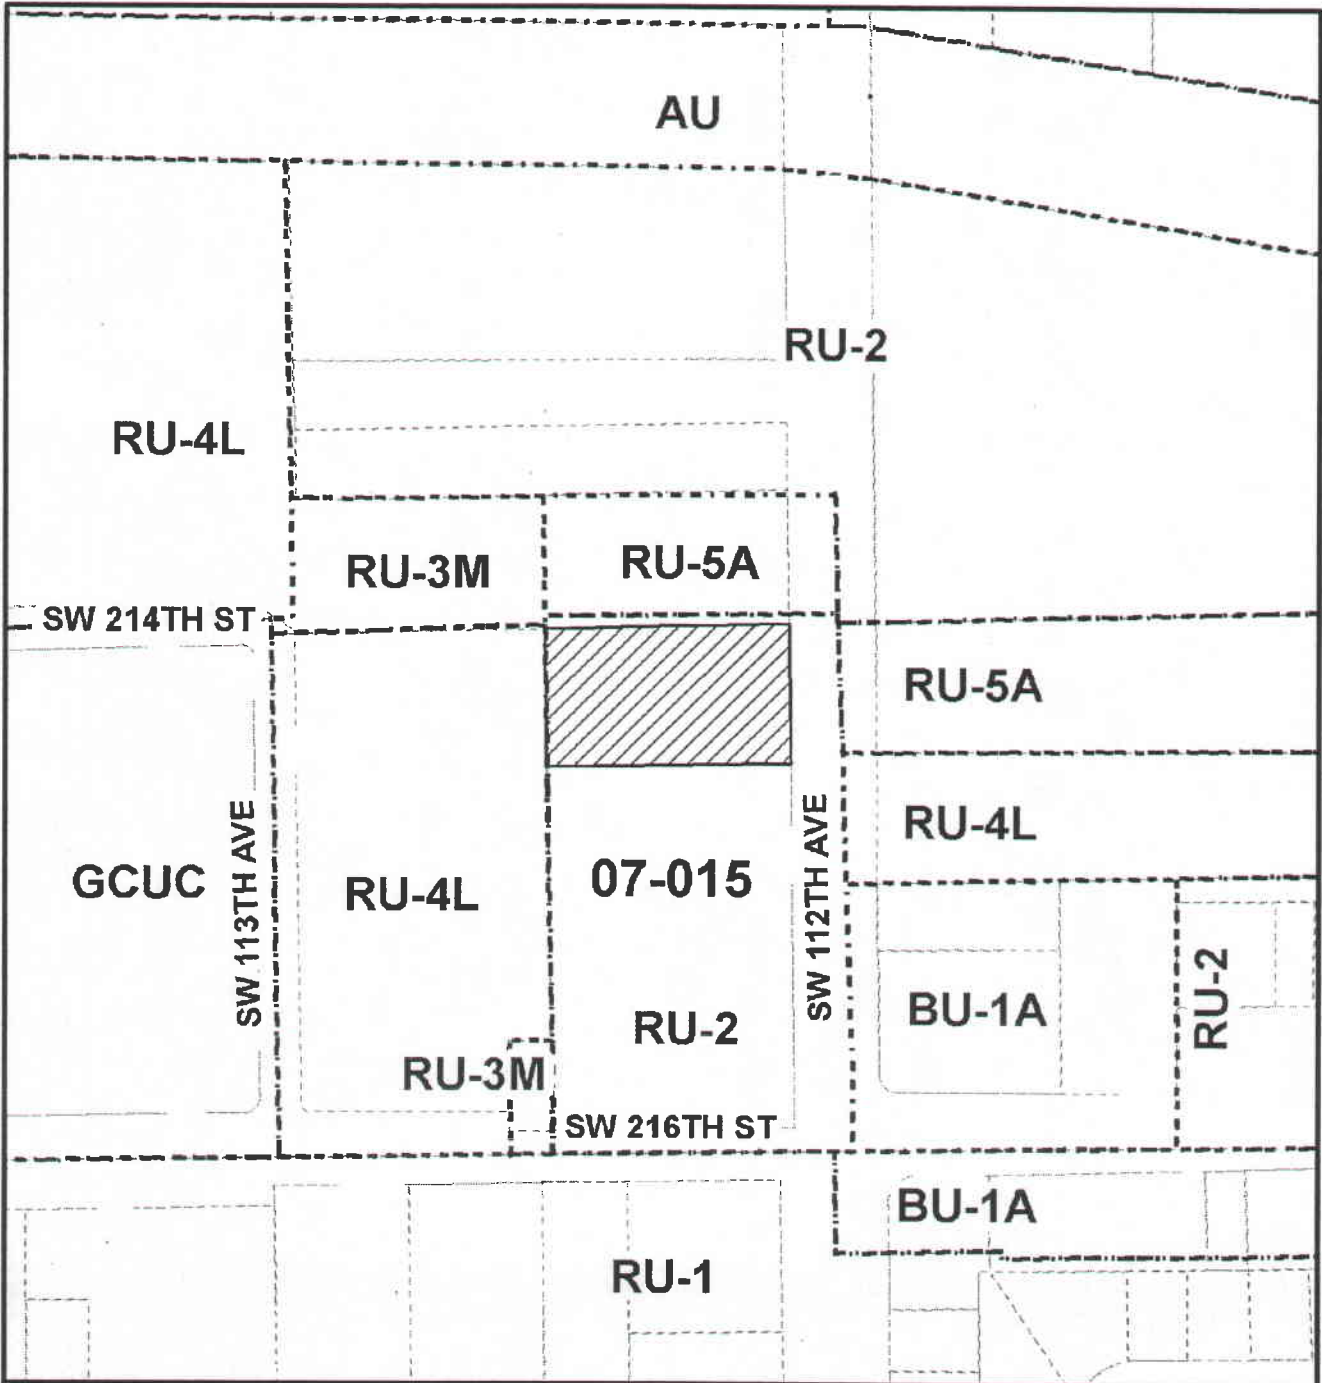 AU
RU-2
RU-4L
RU-3M
RU-5A
SW 214TH ST
RU-5A
SW 113TH AVE
SW 112TH AVE
RU-4L
GCUC
RU-4L
07-015
RU-2
BU-1A
RU-2
RU-3M
SW 216TH ST
BU-1A
RU-1